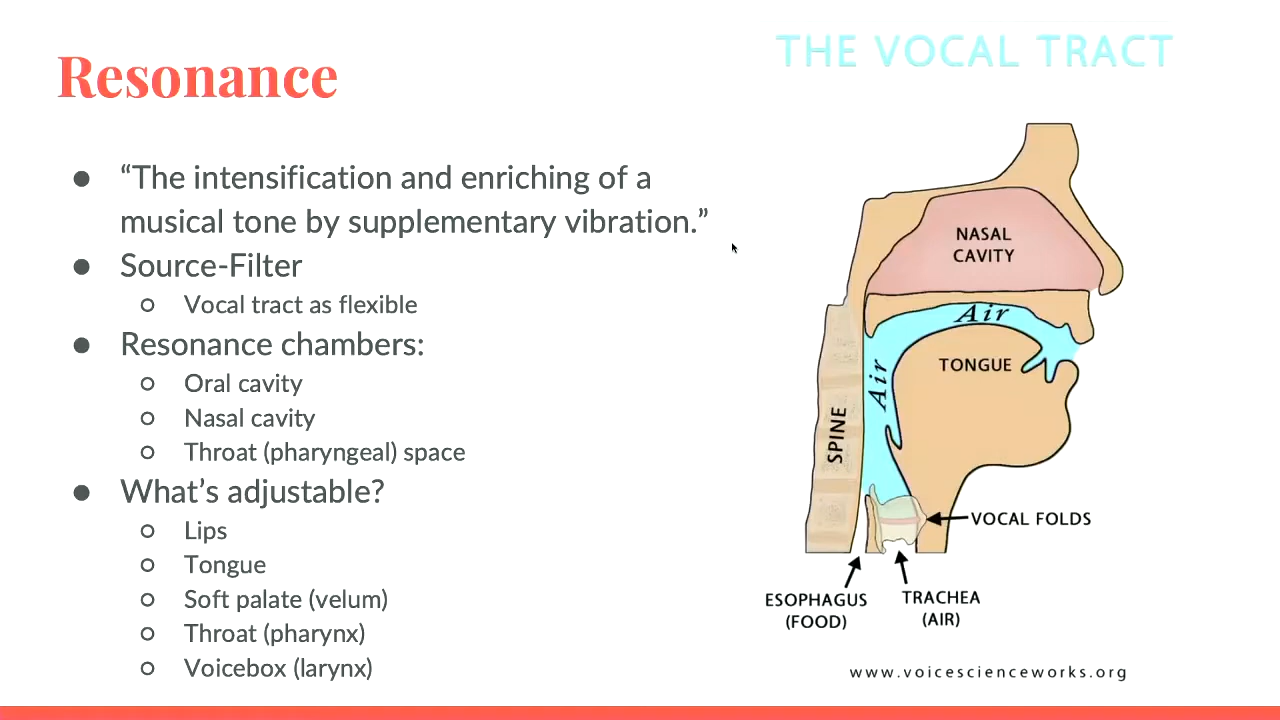 Resonance
● “The intensification and enriching of a
musical tone by supplementary vibration.”
● Source-Filter
○ Vocal tract as flexible
● Resonance chambers:
○ Oral cavity
○ Nasal cavity
○ Throat (pharyngeal) space
● What’s adjustable?
○ Lips
○ Tongue
○ Soft palate (velum)
○ Throat (pharynx)
○ Voicebox (larynx)
THE VOCAL TRACT
NASAL
CAVITY
Air
TONGUE
Air
SPINE
VOCAL FOLDS
ESOPHAGUS
(FOOD)
TRACHEA
(AIR)
www.voicescienceworks.org